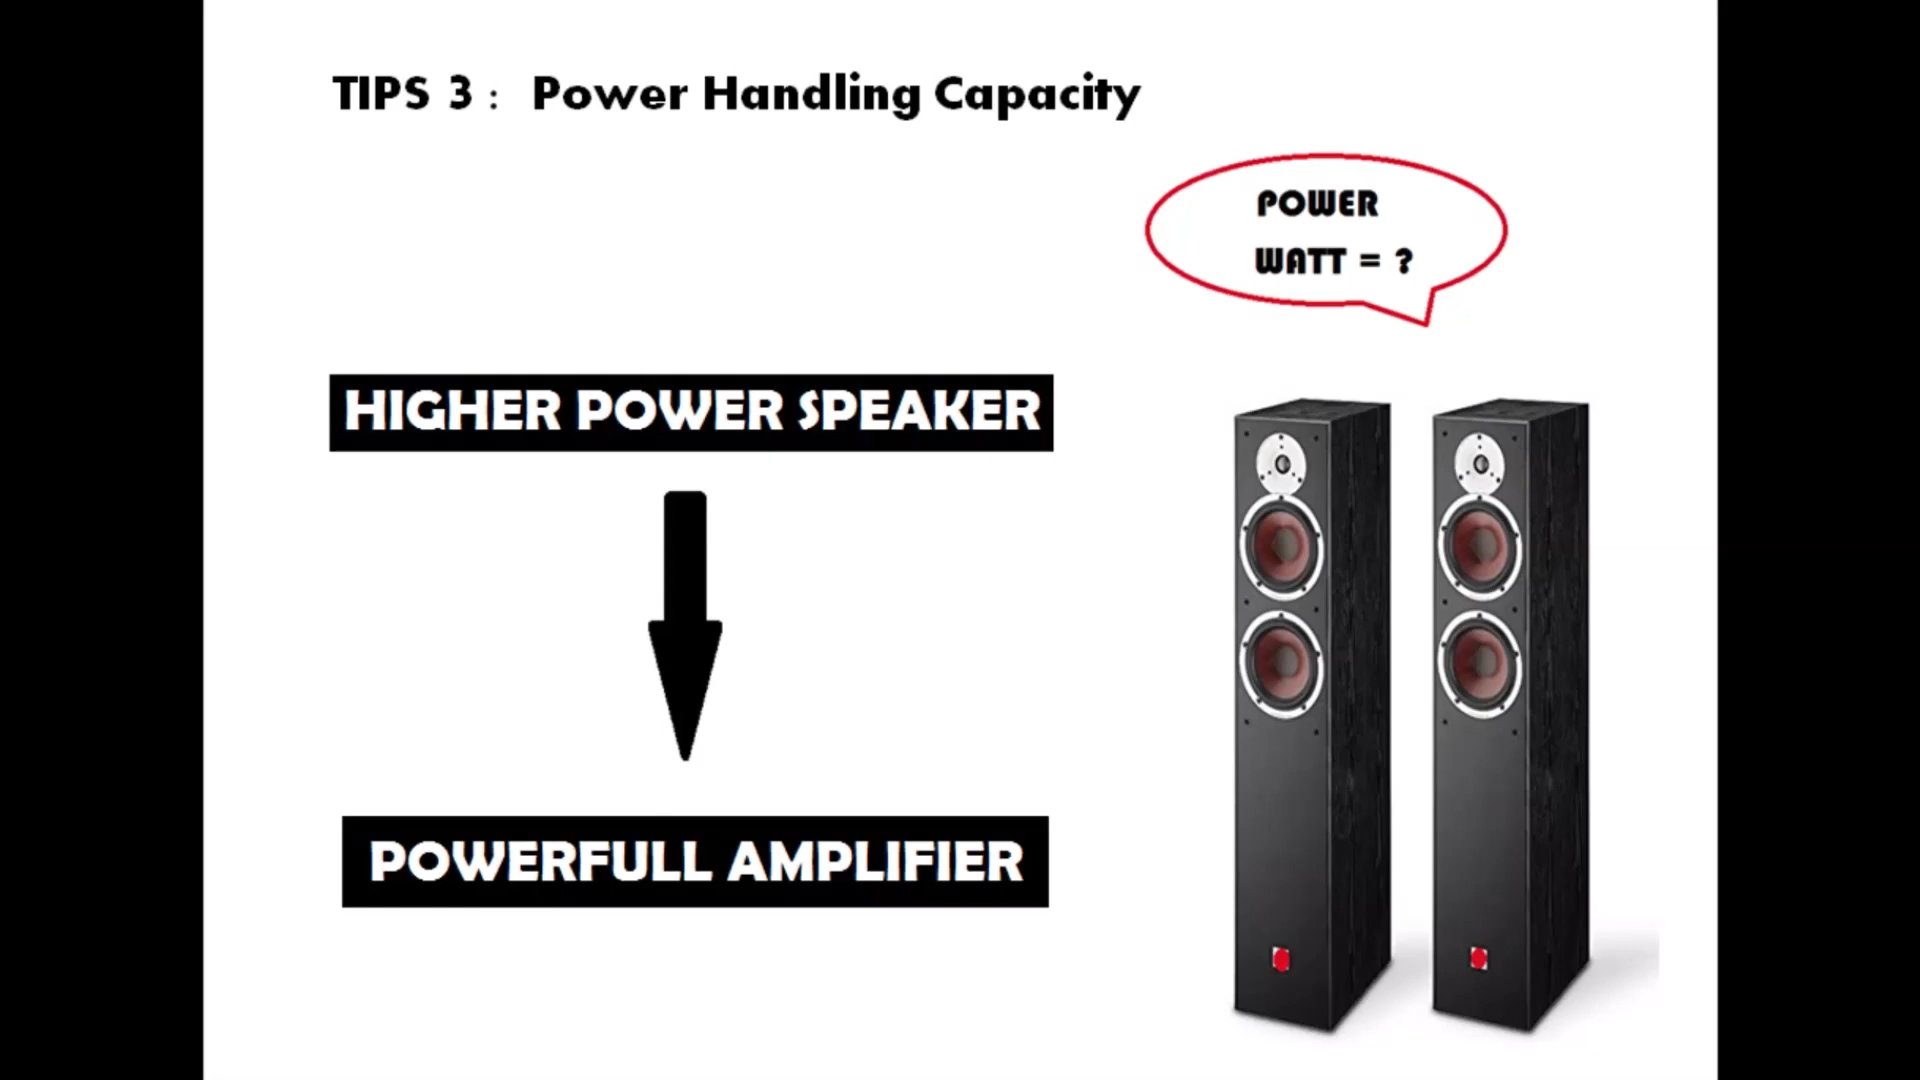 TIPS 3 : Power Handling Capacity
POWER
WATT = ?
HIGHER POWER SPEAKER
POWERFULL AMPLIFIER